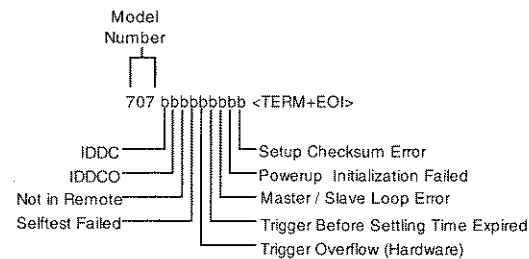 Model
Number
707 bbbbbbbbb <TERM+EOI>
IDDC
Setup Checksum Error
IDDCO
Powerup Initialization Failed
Not in Remote
Master / Slave Loop Error
Selftest Failed
Trigger Before Settling Time Expired
Trigger Overflow (Hardware)